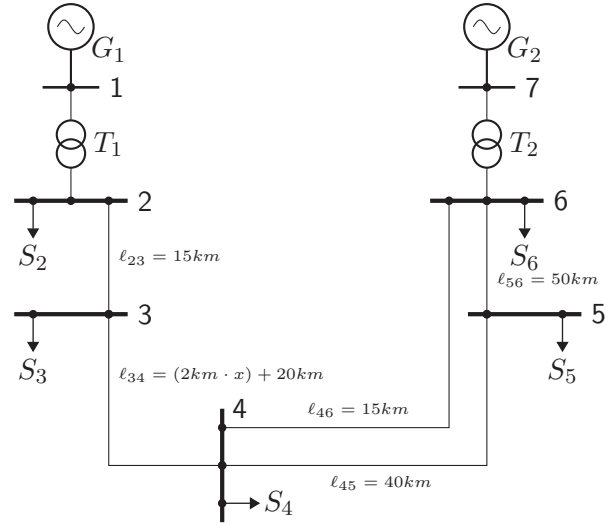 G₁ G₂
1 7
T₁ T₂
2 6
S₂ S₆
ℓ₂₃ = 15km
ℓ₅₆ = 50km
3 5
S₃ S₅
ℓ₃₄ = (2km · x) + 20km
4
ℓ₄₆ = 15km
ℓ₄₅ = 40km
S₄